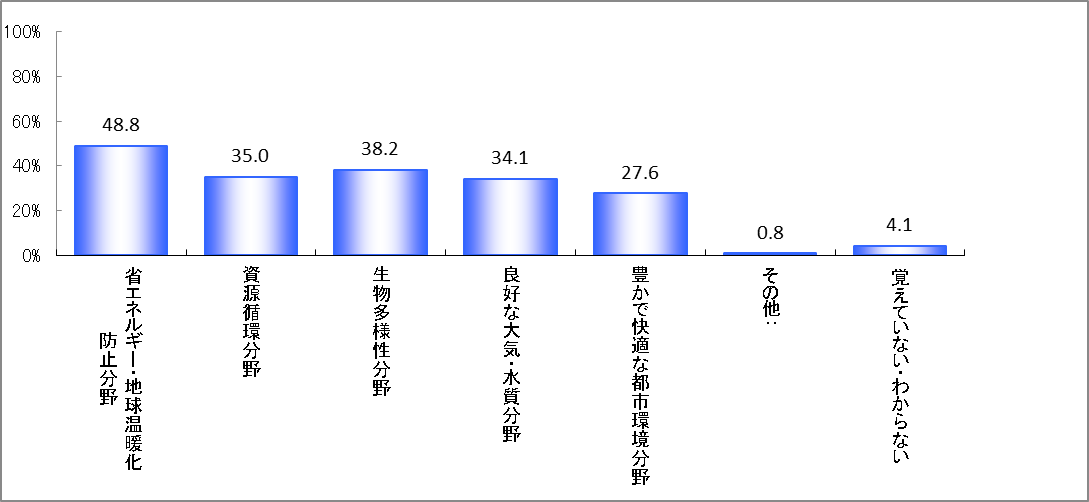 100%
80%
60%
40%
20%
0%
48.8
35.0
38.2
34.1
27.6
0.8
4.1
省エネルギー・地球温暖化
防止分野
資源循環分野
生物多様性分野
良好な大気・水質分野
豊かで快適な都市環境分野
その他:
覚えていない・わからない